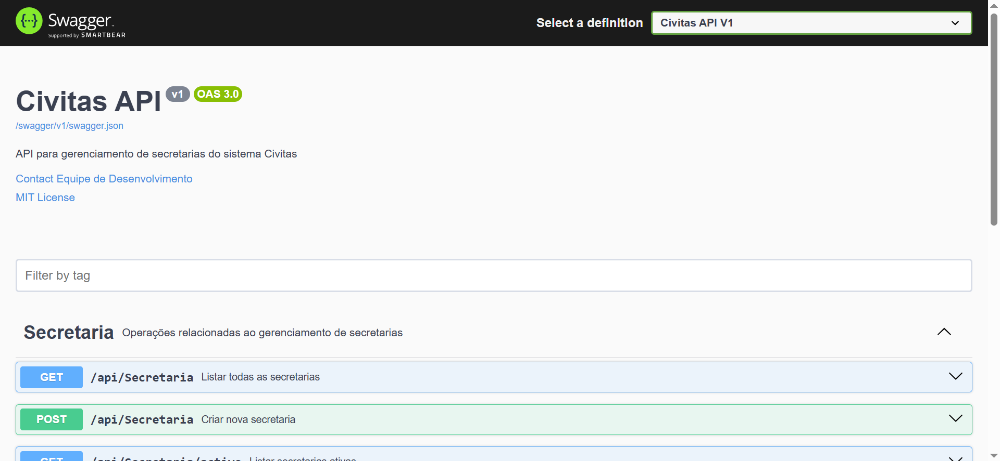 {···} Swagger™
Supported by SMARTBEAR
Select a definition
Civitas API V1
Civitas API v1 OAS 3.0
/swagger/v1/swagger.json
API para gerenciamento de secretarias do sistema Civitas
Contact Equipe de Desenvolvimento
MIT License
Filter by tag
Secretaria Operações relacionadas ao gerenciamento de secretarias
GET /api/Secretaria Listar todas as secretarias
POST /api/Secretaria Criar nova secretaria
GET /api/Secretaria/active Listar secretarias ativas